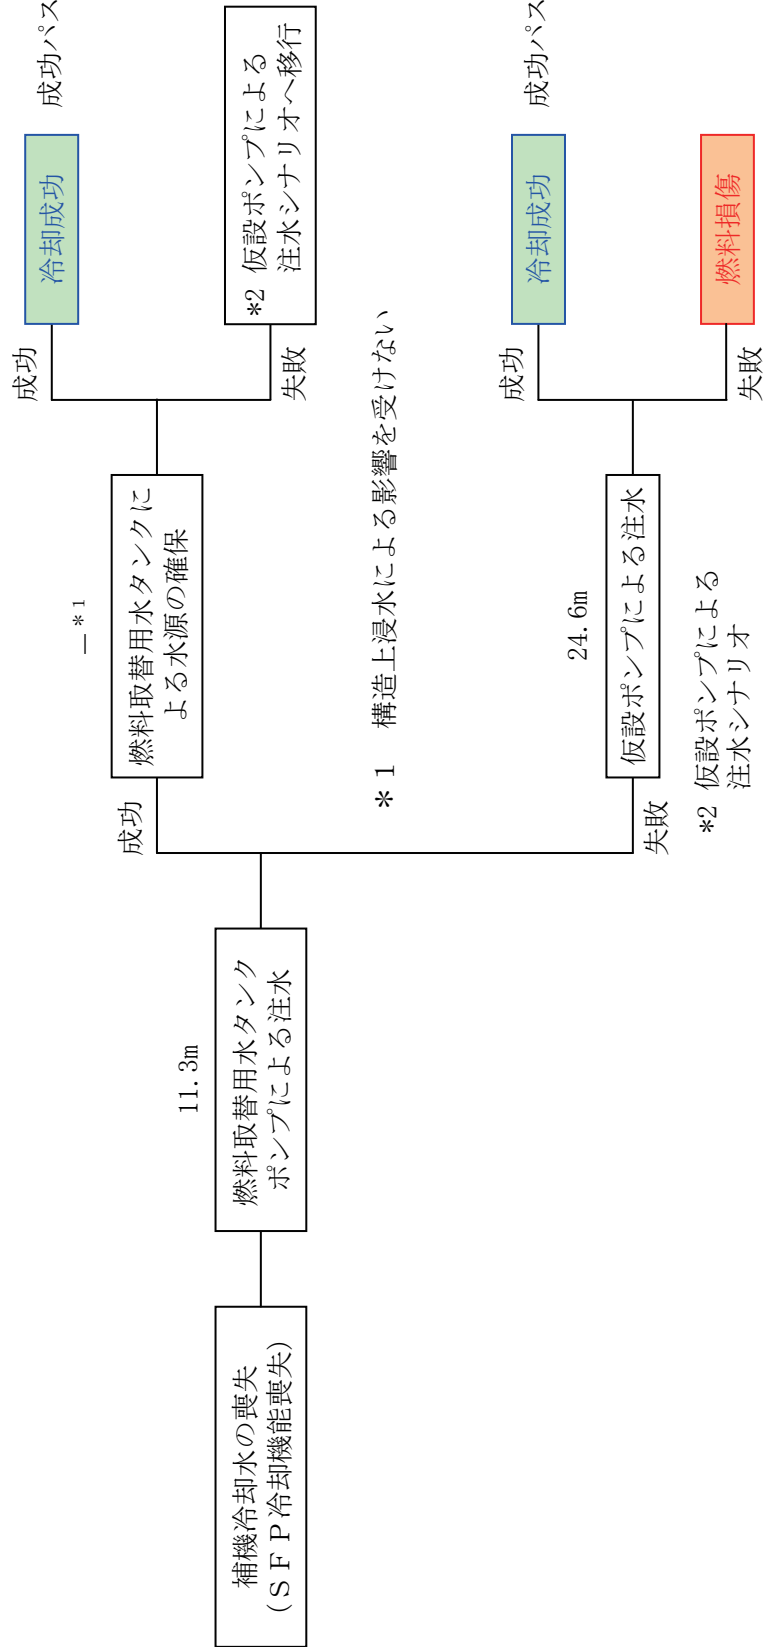 補機冷却水の喪失
(ＳＦＰ冷却機能喪失)
11.3m
燃料取替用水タンク
ポンプによる注水
成功
失敗
－*1
燃料取替用水タンクに
よる水源の確保
成功
失敗
冷却成功
成功パス
*2 仮設ポンプによる
注水シナリオへ移行
＊１　構造上浸水による影響を受けない
24.6m
仮設ポンプによる注水
*2 仮設ポンプによる
注水シナリオ
成功
失敗
冷却成功
成功パス
燃料損傷